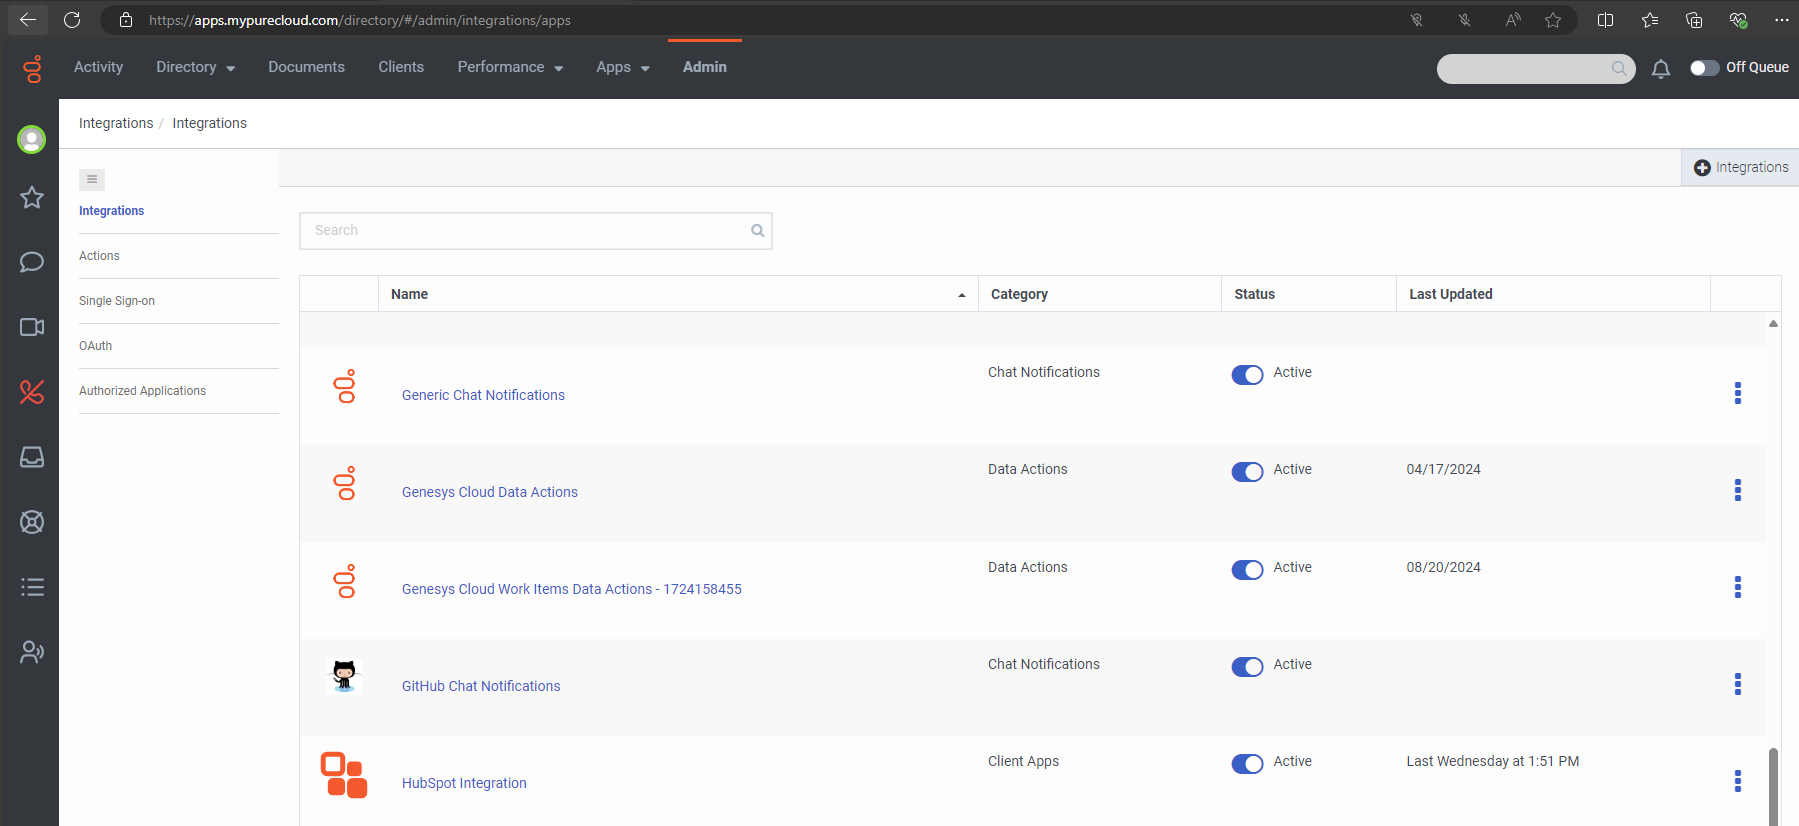 https://apps.mypurecloud.com/directory/#/admin/integrations/apps
Activity Directory Documents Clients Performance Apps Admin Off Queue
Integrations / Integrations
Integrations
Integrations
Actions
Single Sign-on
OAuth
Authorized Applications
Search
Name Category Status Last Updated
Generic Chat Notifications Chat Notifications Active
Genesys Cloud Data Actions Data Actions Active 04/17/2024
Genesys Cloud Work Items Data Actions - 1724158455 Data Actions Active 08/20/2024
GitHub Chat Notifications Chat Notifications Active
HubSpot Integration Client Apps Active Last Wednesday at 1:51 PM